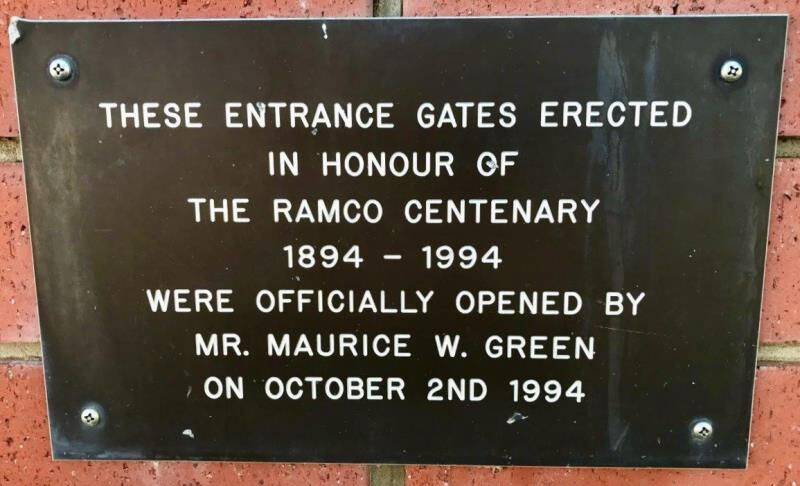 THESE ENTRANCE GATES ERECTED
IN HONOUR OF
THE RAMCO CENTENARY
1894 - 1994
WERE OFFICIALLY OPENED BY
MR. MAURICE W. GREEN
ON OCTOBER 2ND 1994